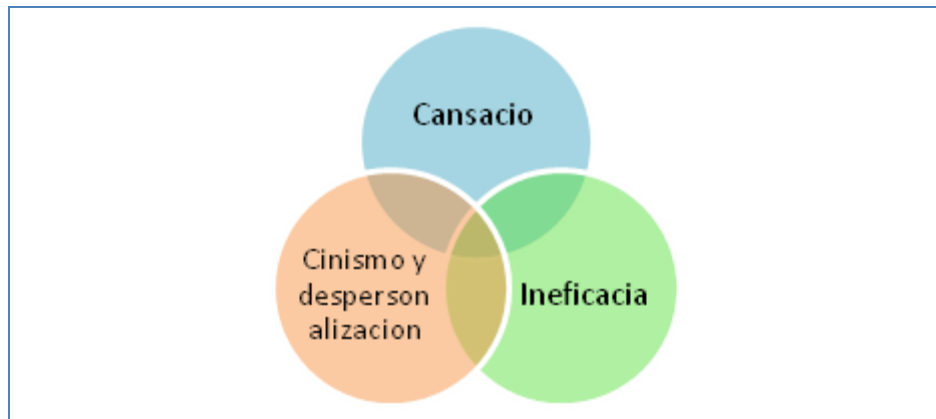 Cansacio
Cinismo y
desperson
alizacion
Ineficacia